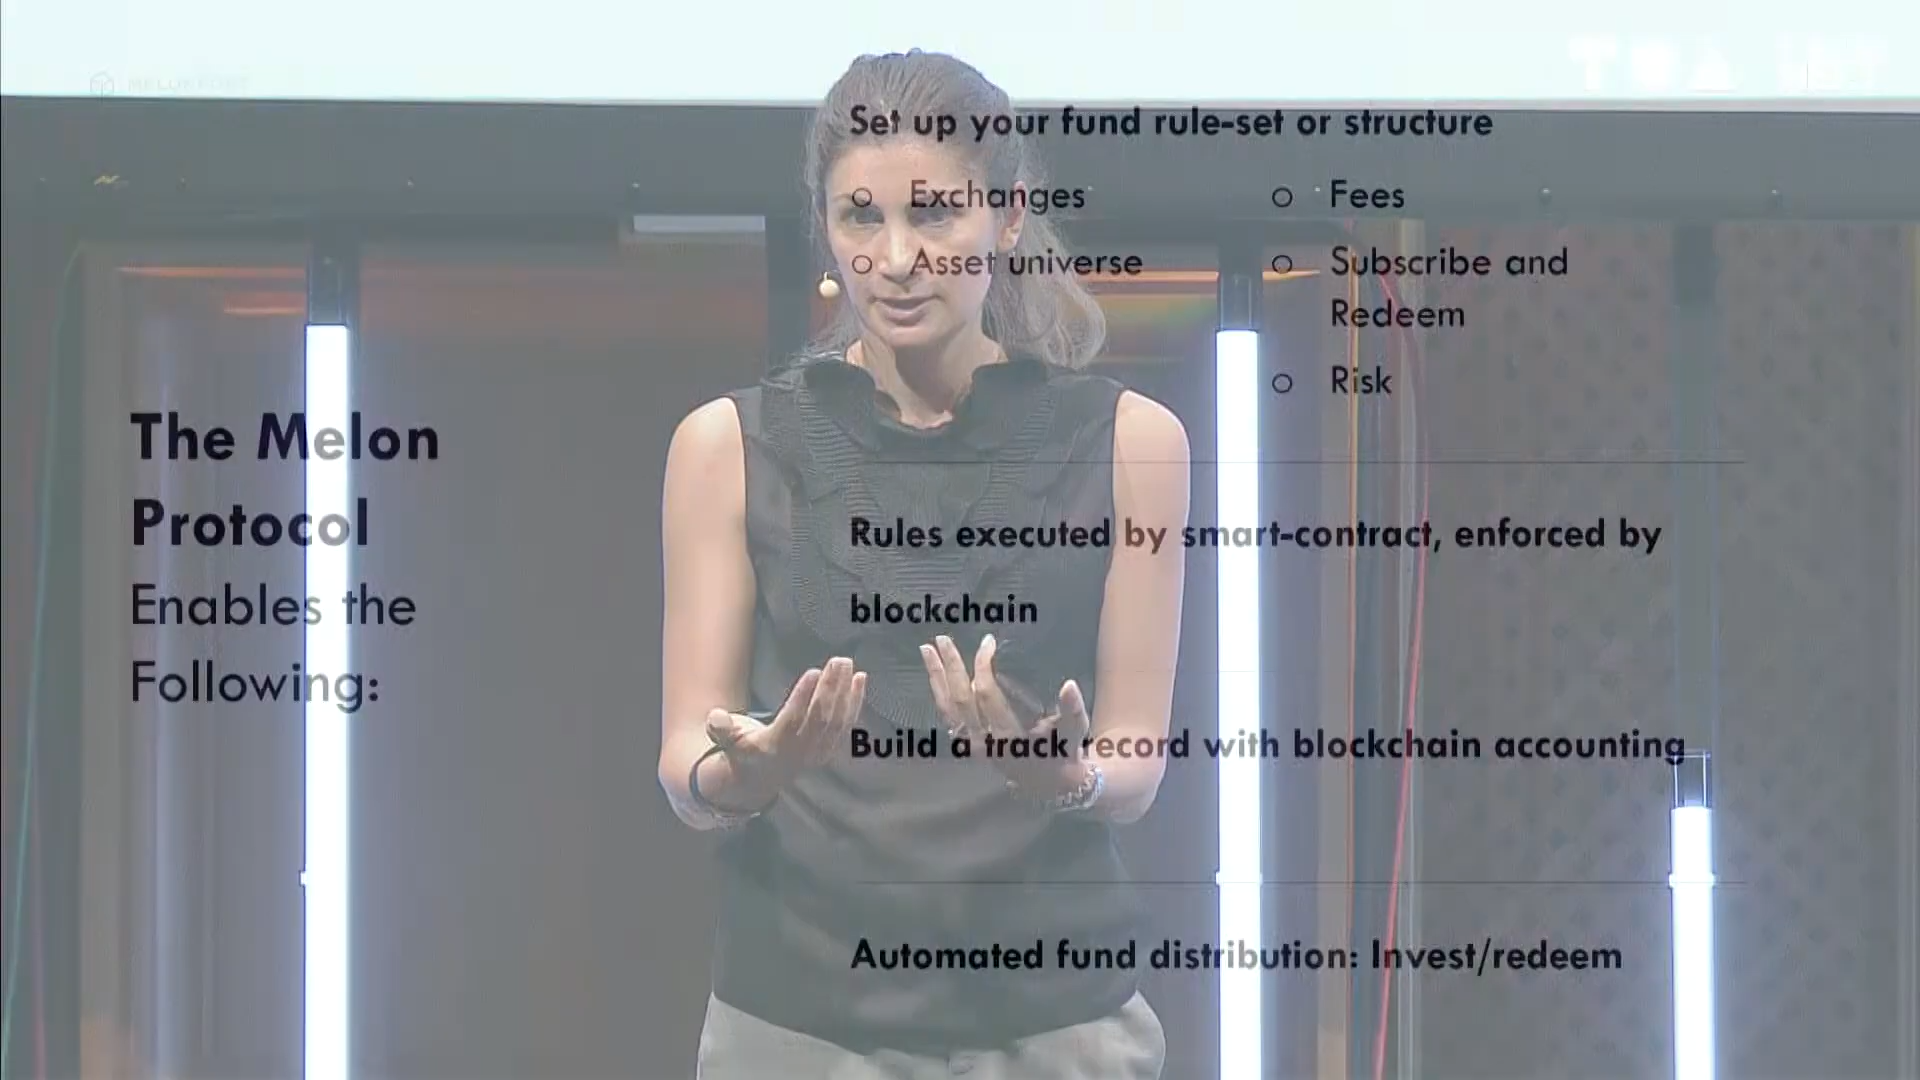 MELONPORT
The Melon
Protocol
Enables the
Following:
Set up your fund rule-set or structure
Exchanges
Asset universe
Fees
Subscribe and
Redeem
Risk
Rules executed by smart-contract, enforced by
blockchain
Build a track record with blockchain accounting
Automated fund distribution: Invest/redeem